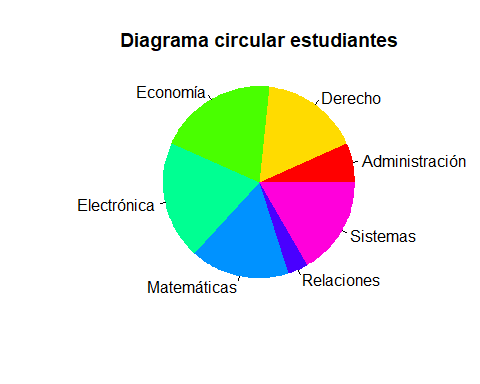 Diagrama circular estudiantes
Economía
Derecho
Administración
Electrónica
Sistemas
Relaciones
Matemáticas